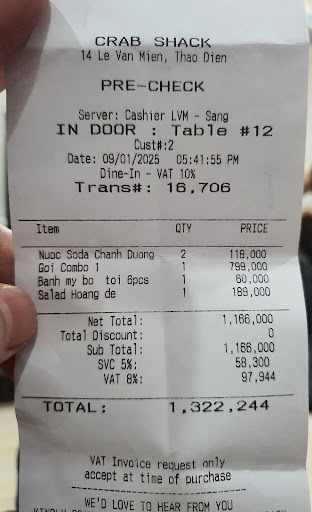 CRAB SHACK
14 Le Van Mien, Thao Dien
PRE-CHECK
Server: Cashier LVM - Sang
IN DOOR : Table #12
Cust#:2
Date: 09/01/2025 05:41:55 PM
Dine-In - VAT 10%
Trans#: 16,706
Item QTY PRICE
Nuoc Soda Chanh Duong 2 118,000
Goi Combo 1 1 799,000
Banh my bo toi 6pcs 1 60,000
Salad Hoang de 1 189,000
Net Total: 1,166,000
Total Discount: 0
Sub Total: 1,166,000
SVC 5%: 58,300
VAT 8%: 97,944
TOTAL: 1,322,244
VAT Invoice request only
accept at time of purchase
WE'D LOVE TO HEAR FROM YOU